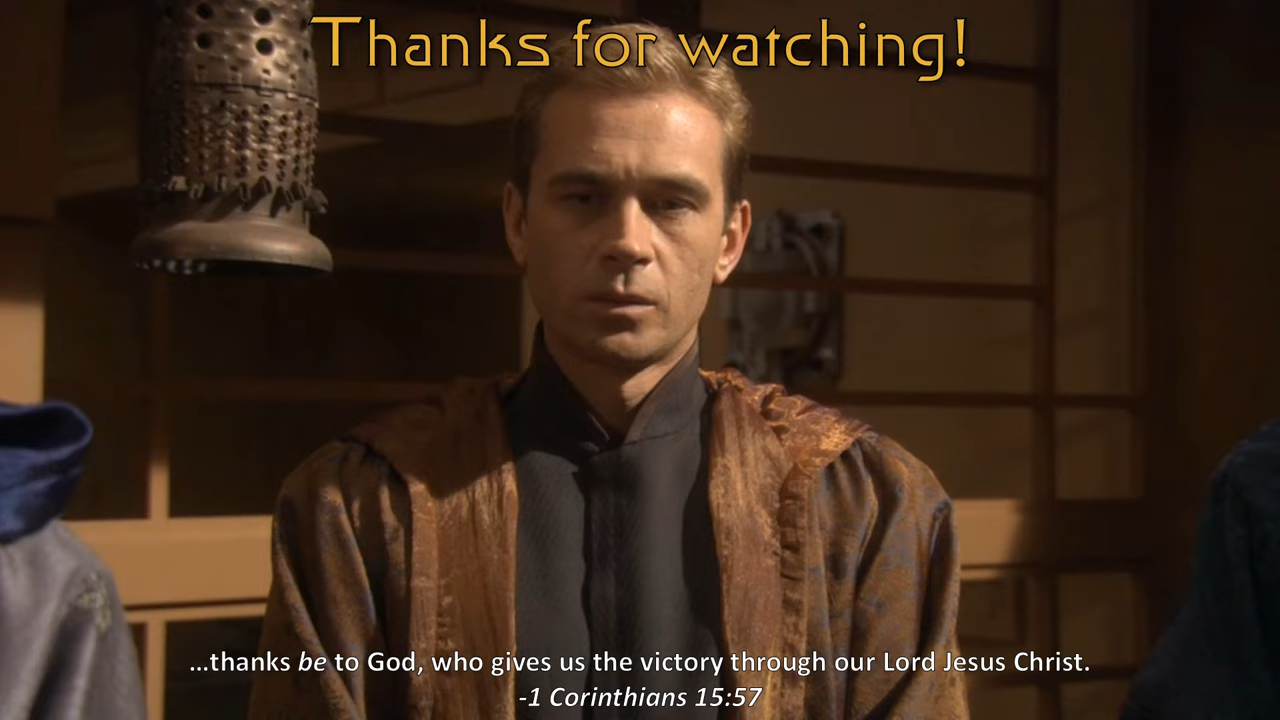 Thanks for watching!
...thanks be to God, who gives us the victory through our Lord Jesus Christ.
-1 Corinthians 15:57